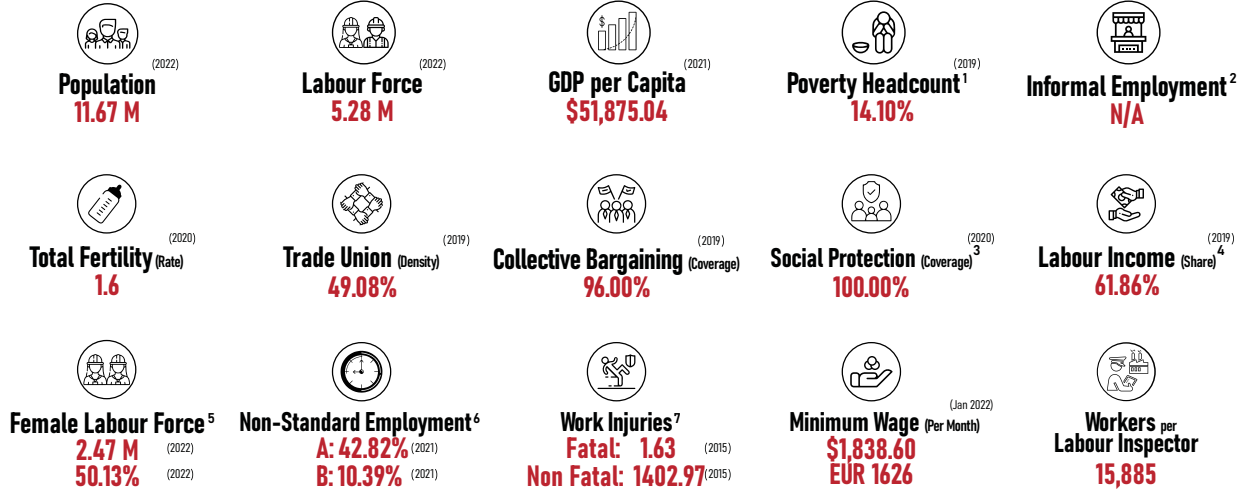 (2022)
Population
11.67 M
(2022)
Labour Force
5.28 M
$
(2021)
GDP per Capita
$51,875.04
(2019)
Poverty Headcount 1
14.10%
Informal Employment 2
N/A
(2020)
Total Fertility (Rate)
1.6
(2019)
Trade Union (Density)
49.08%
(2019)
Collective Bargaining (Coverage)
96.00%
(2020)
Social Protection (Coverage) 3
100.00%
(2019)
Labour Income (Share) 4
61.86%
Female Labour Force 5
2.47 M (2022)
50.13% (2022)
Non-Standard Employment 6
A: 42.82% (2021)
B: 10.39% (2021)
Work Injuries 7
Fatal: 1.63 (2015)
Non Fatal: 1402.97 (2015)
(Jan 2022)
Minimum Wage (Per Month)
$1,838.60
EUR 1626
Workers per
Labour Inspector
15,885